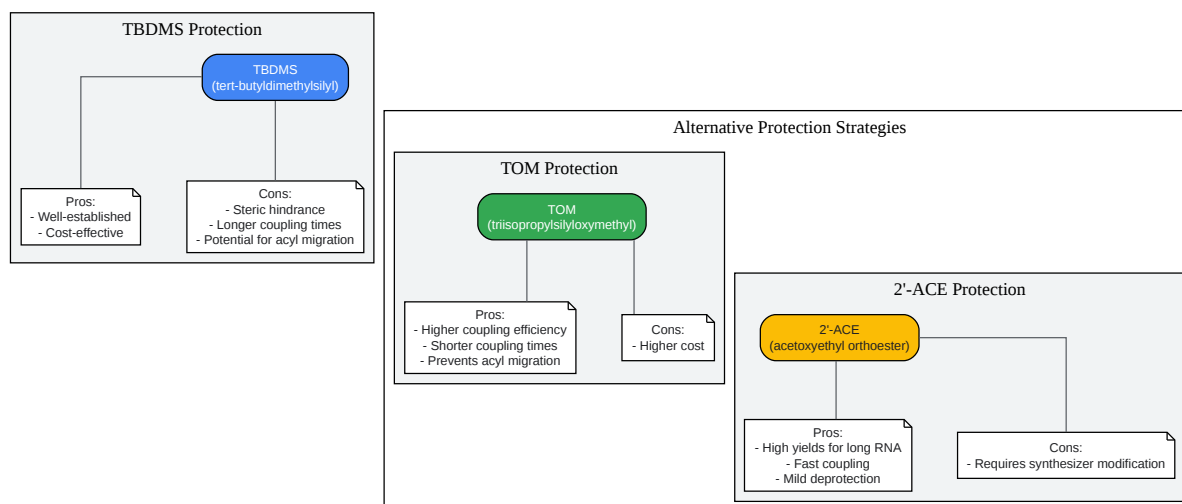 TBDMS Protection
TBDMS
(tert-butyldimethylsilyl)
Pros:
- Well-established
- Cost-effective
Cons:
- Steric hindrance
- Longer coupling times
- Potential for acyl migration
Alternative Protection Strategies
TOM Protection
TOM
(triisopropylsilyloxymethyl)
Pros:
- Higher coupling efficiency
- Shorter coupling times
- Prevents acyl migration
Cons:
- Higher cost
2'-ACE Protection
2'-ACE
(acetoxyethyl orthoester)
Pros:
- High yields for long RNA
- Fast coupling
- Mild deprotection
Cons:
- Requires synthesizer modification